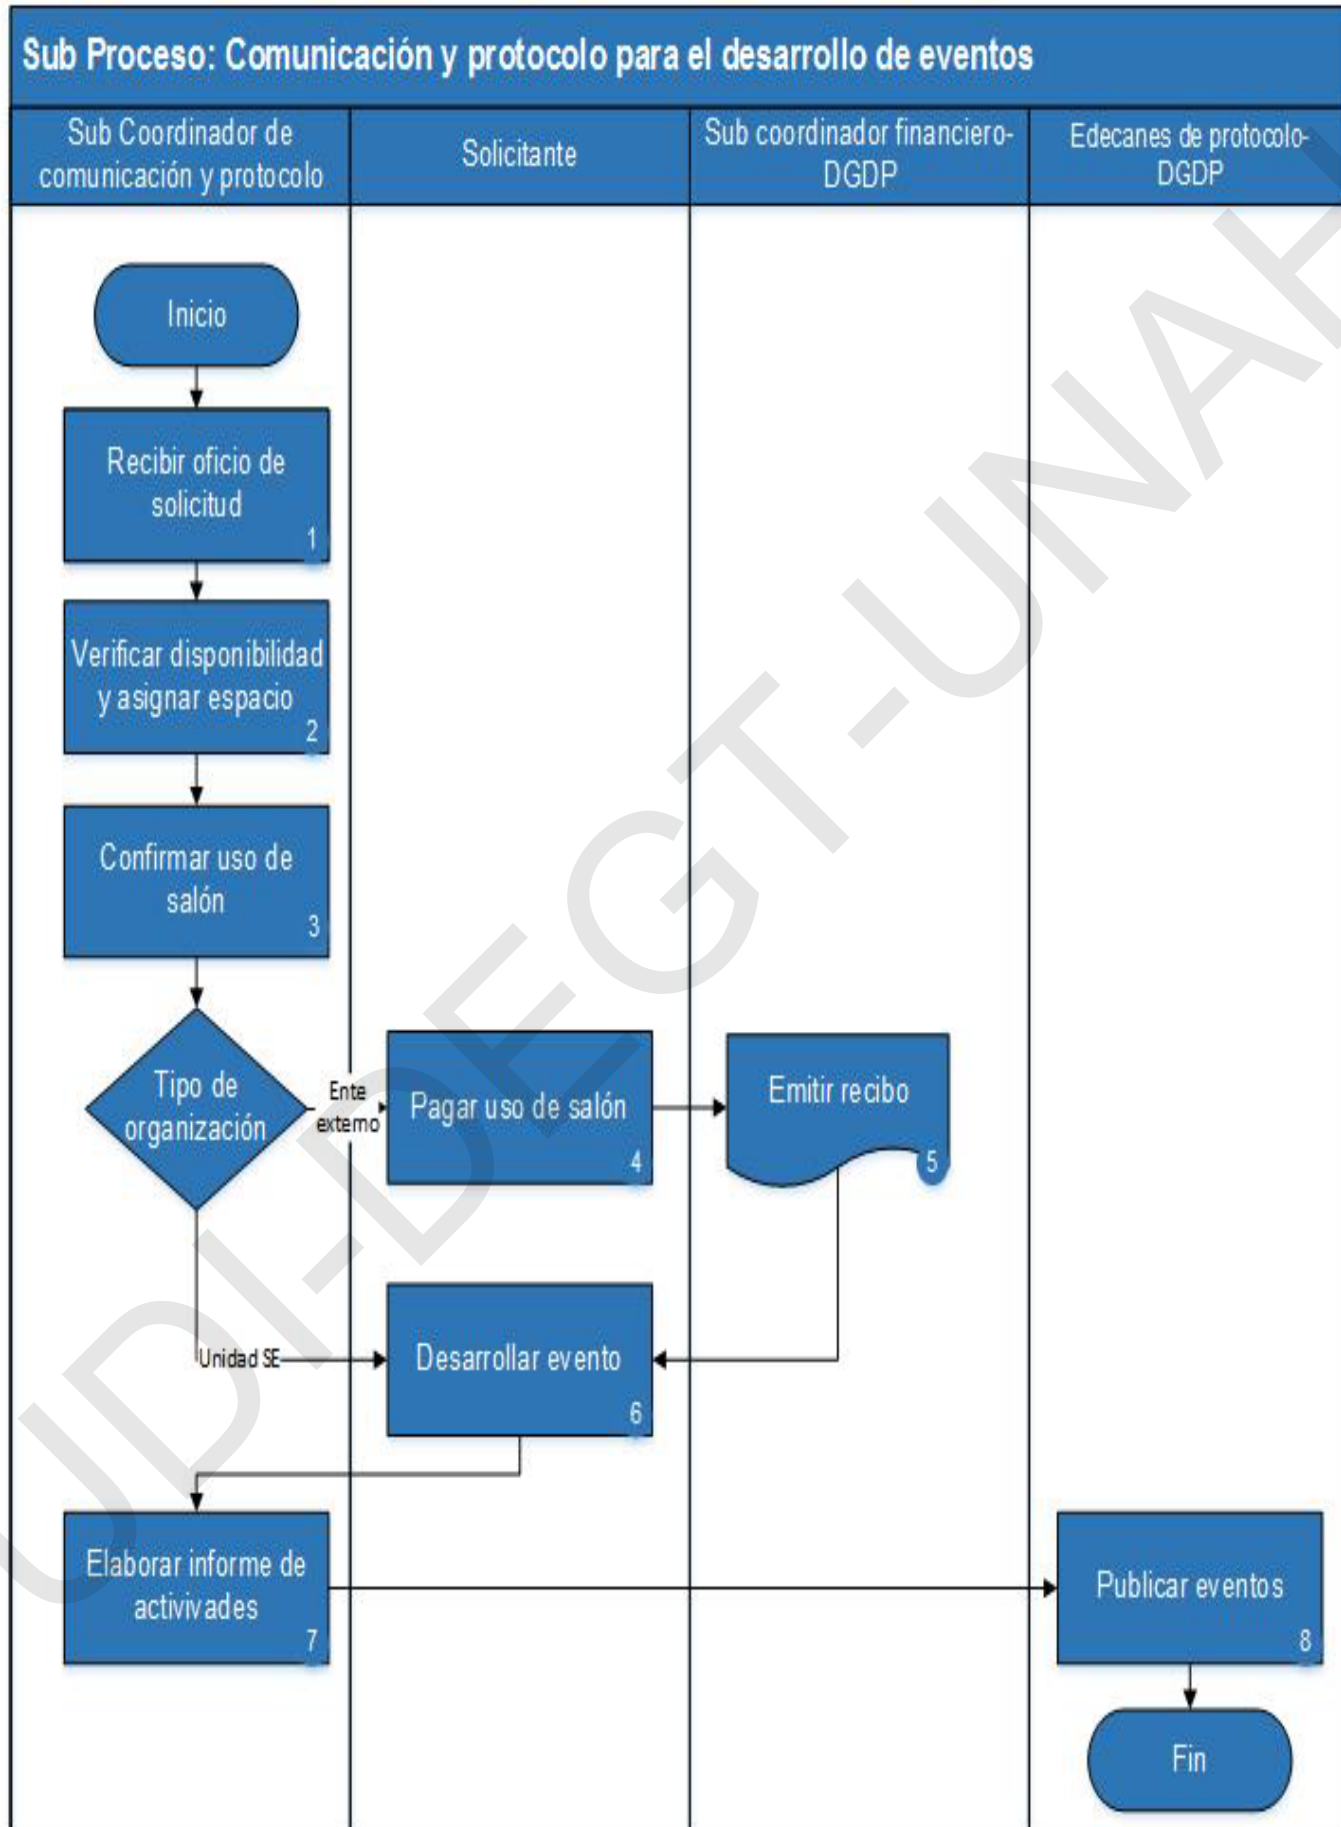 Sub Proceso: Comunicación y protocolo para el desarrollo de eventos
Sub Coordinador de
comunicación y protocolo
Solicitante
Sub coordinador financiero-
DGDP
Edecanes de protocolo-
DGDP
Inicio
Recibir oficio de
solicitud
1
Verificar disponibilidad
y asignar espacio
2
Confirmar uso de
salón
3
Tipo de
organización
Ente
externo
Pagar uso de salón
4
Emitir recibo
5
Unidad SE
Desarrollar evento
6
Elaborar informe de
activivades
7
Publicar eventos
8
Fin
UDI-DEGT-UNAH